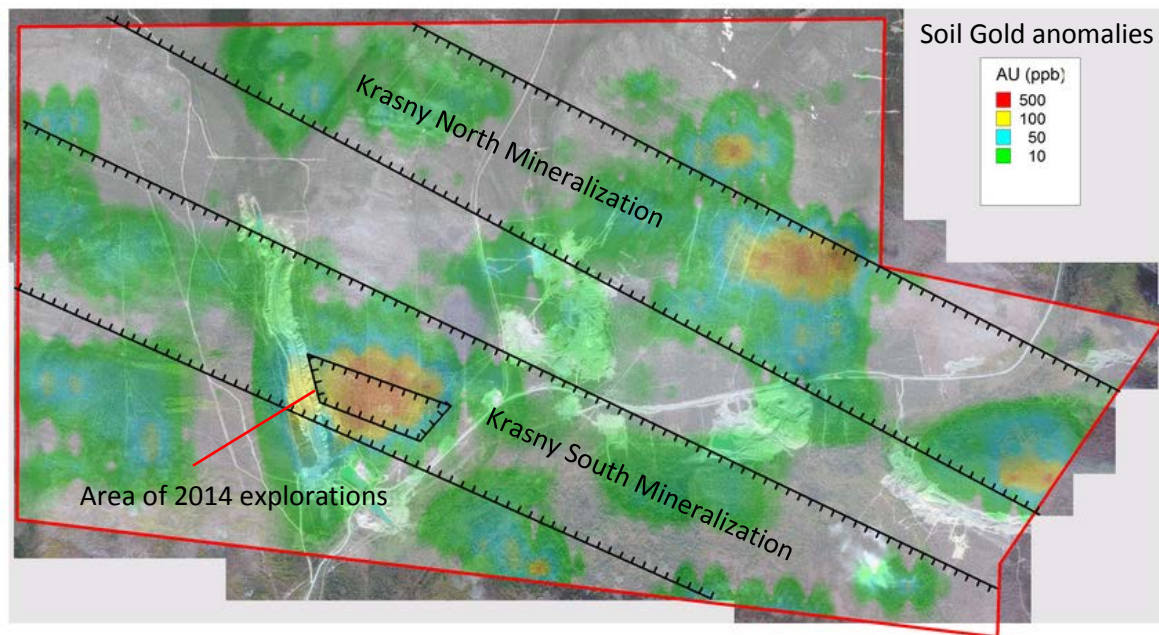 Soil Gold anomalies
AU (ppb)
500
100
50
10
Krasny North Mineralization
Krasny South Mineralization
Area of 2014 explorations